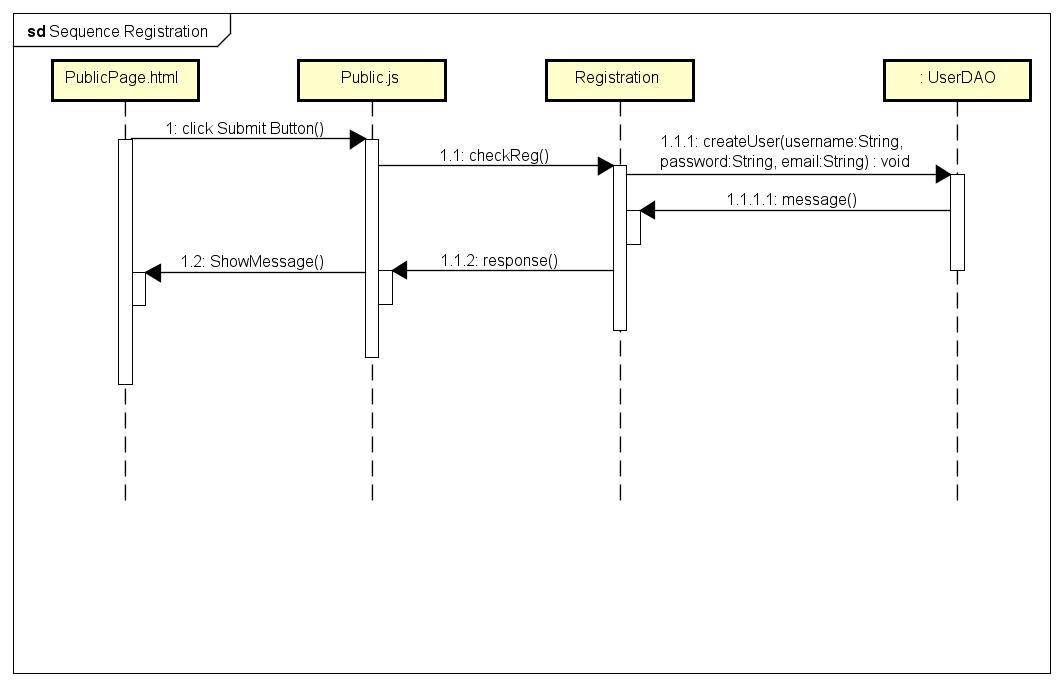 sd Sequence Registration
PublicPage.html
Public.js
Registration
: UserDAO
1: click Submit Button()
1.1: checkReg()
1.1.1: createUser(username:String,
password:String, email:String) : void
1.1.1.1: message()
1.2: ShowMessage()
1.1.2: response()